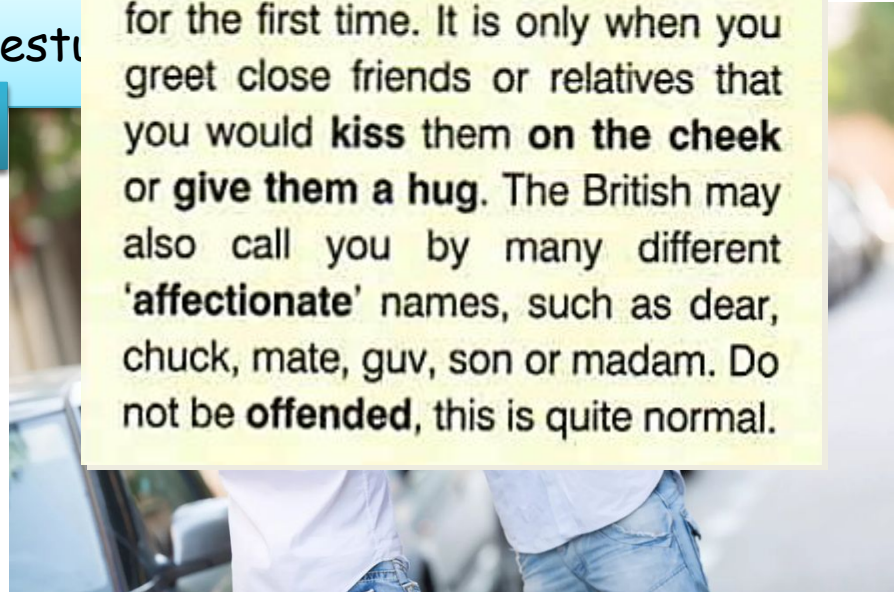 estu
for the first time. It is only when you
greet close friends or relatives that
you would kiss them on the cheek
or give them a hug. The British may
also call you by many different
‘affectionate’ names, such as dear,
chuck, mate, guv, son or madam. Do
not be offended, this is quite normal.